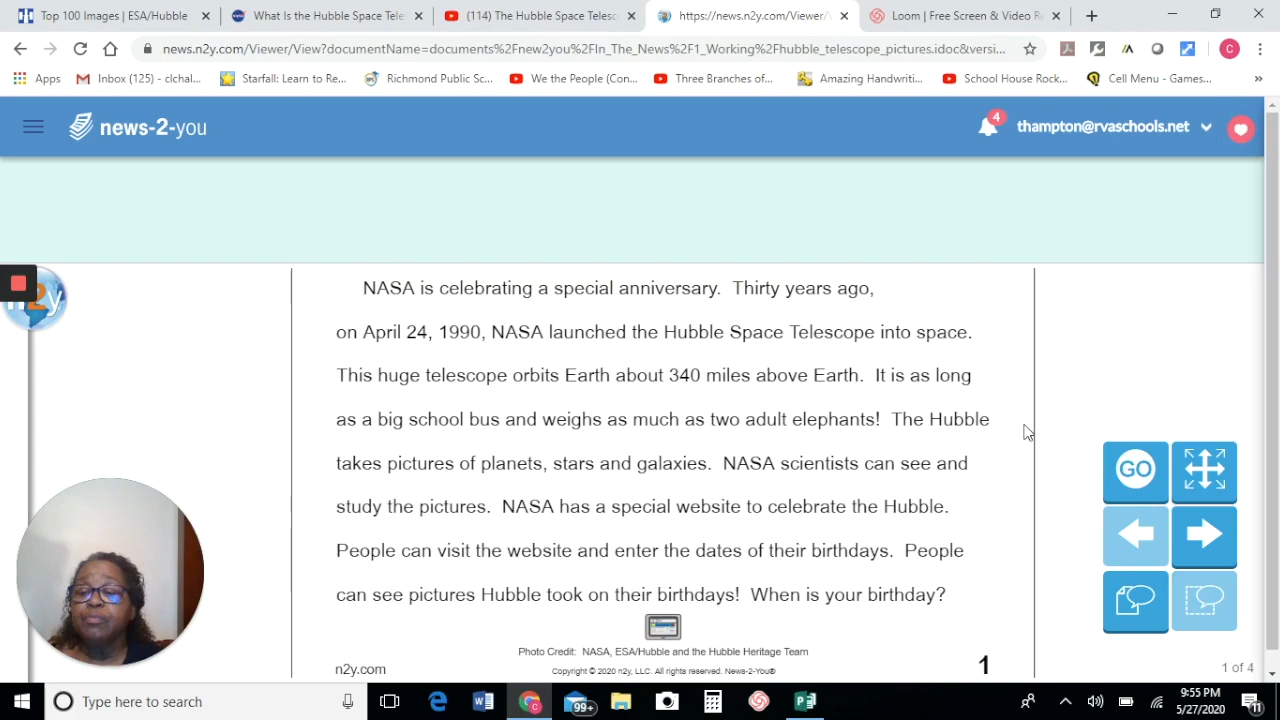 Top 100 Images | ESA/Hubble
What Is the Hubble Space Tele
(114) The Hubble Space Telesc
https://news.n2y.com/Viewer/V
Loom | Free Screen & Video R
news.n2y.com/Viewer/View?documentName=documents%2Fnew2you%2FIn_The_News%2F1_Working%2Fhubble_telescope_pictures.idoc&versi...
C
Apps
Inbox (125) - clchal...
Starfall: Learn to Re...
Richmond Public Sc...
We the People (Con...
Three Branches of...
Amazing Handwriti...
School House Rock...
Cell Menu - Games...
news-2-you
4
thampton@rvaschools.net
n2y
NASA is celebrating a special anniversary. Thirty years ago,
on April 24, 1990, NASA launched the Hubble Space Telescope into space.
This huge telescope orbits Earth about 340 miles above Earth. It is as long
as a big school bus and weighs as much as two adult elephants! The Hubble
takes pictures of planets, stars and galaxies. NASA scientists can see and
study the pictures. NASA has a special website to celebrate the Hubble.
People can visit the website and enter the dates of their birthdays. People
can see pictures Hubble took on their birthdays! When is your birthday?
GO
Photo Credit: NASA, ESA/Hubble and the Hubble Heritage Team
n2y.com
Copyright © 2020 n2y, LLC. All rights reserved. News-2-You®
1
1 of 4
Type here to search
99+
9:55 PM
5/27/2020
11